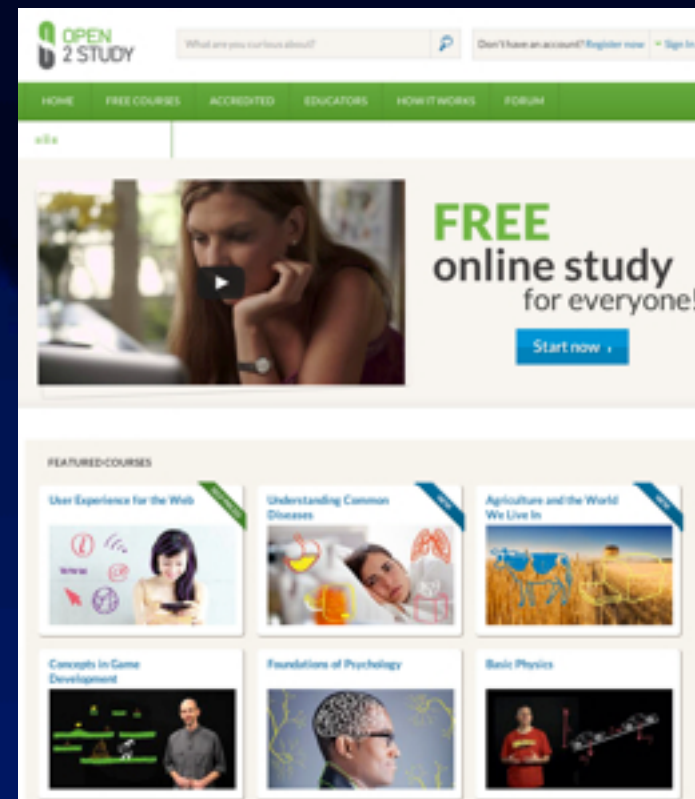 OPEN
2 STUDY
What are you curious about?
Don't have an account? Register now
Sign In
HOME FREE COURSES ACCREDITED EDUCATORS HOW IT WORKS FORUM
FREE
online study
for everyone!
Start now ›
FEATURED COURSES
User Experience for the Web
Understanding Common
Diseases
NEW
Agriculture and the World
We Live In
NEW
www
Concepts in Game
Development
Foundations of Psychology
Basic Physics